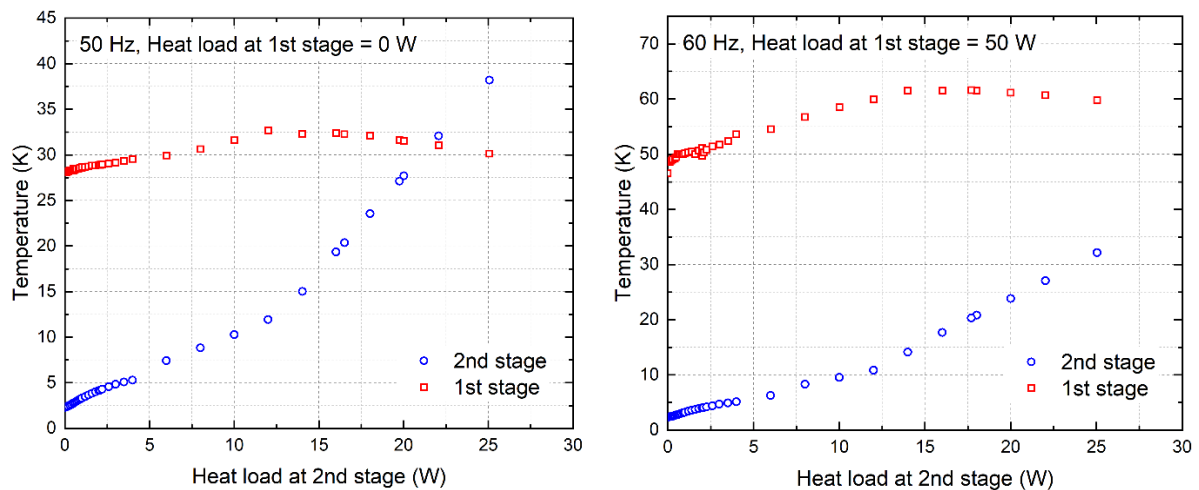 50 Hz, Heat load at 1st stage = 0 W
Temperature (K)
45
40
35
30
25
20
15
10
5
0
2nd stage
1st stage
0 5 10 15 20 25 30
Heat load at 2nd stage (W)
60 Hz, Heat load at 1st stage = 50 W
Temperature (K)
70
60
50
40
30
20
10
0
2nd stage
1st stage
0 5 10 15 20 25 30
Heat load at 2nd stage (W)